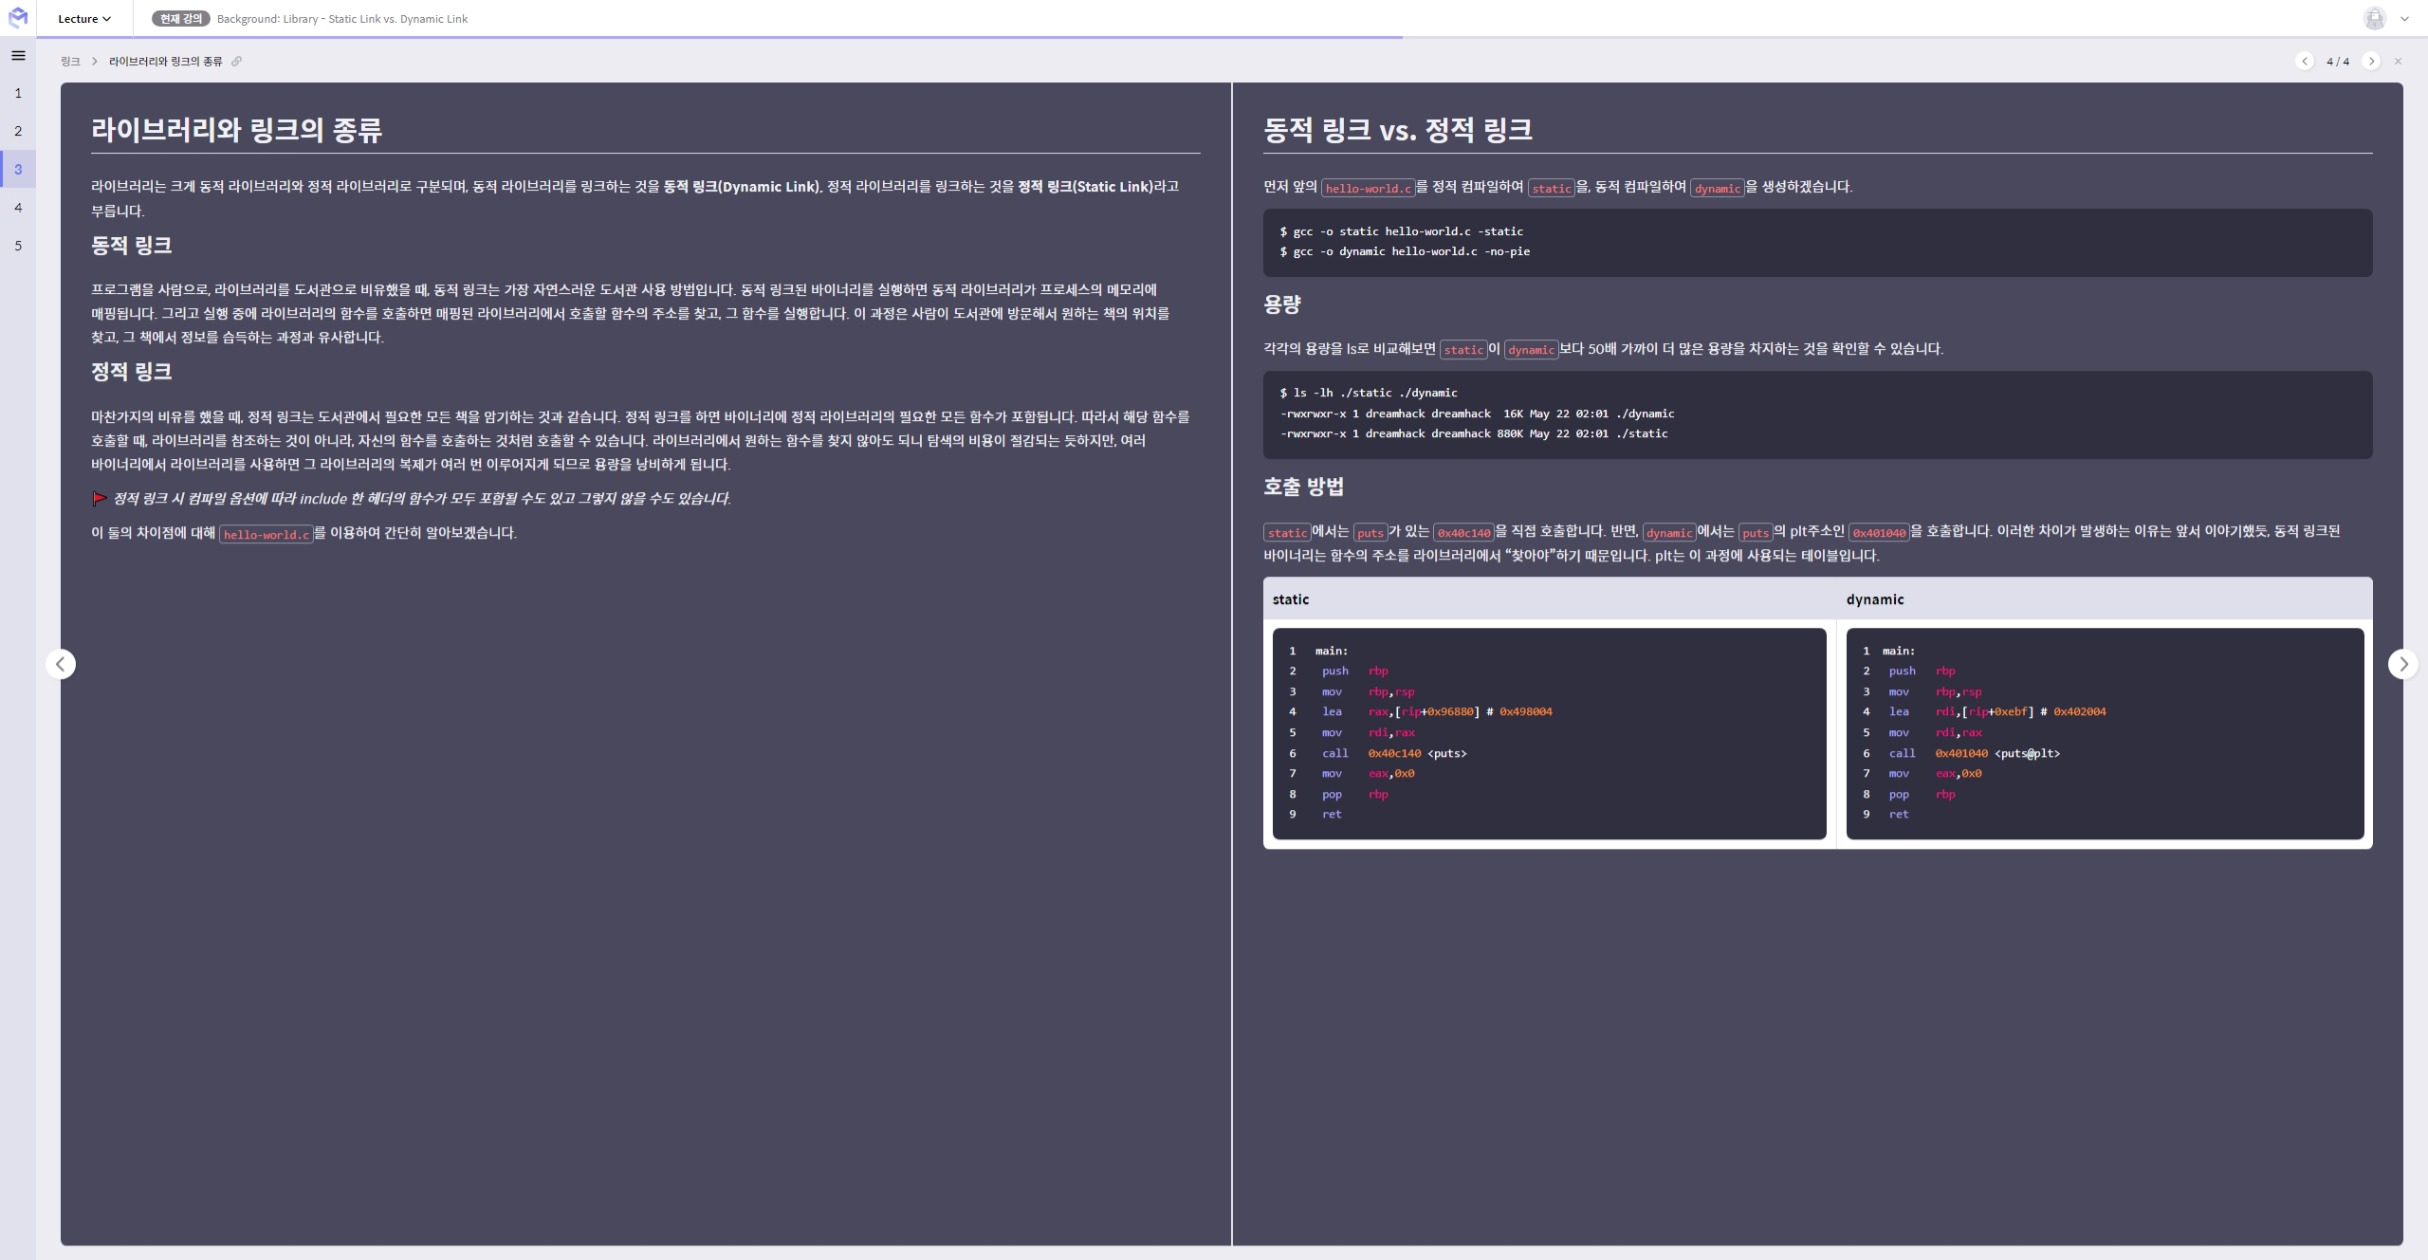 Lecture
현재 강의 Background: Library - Static Link vs. Dynamic Link
링크 > 라이브러리와 링크의 종류
4 / 4
1
2
3
4
5
라이브러리와 링크의 종류
라이브러리는 크게 동적 라이브러리와 정적 라이브러리로 구분되며, 동적 라이브러리를 링크하는 것을 동적 링크(Dynamic Link), 정적 라이브러리를 링크하는 것을 정적 링크(Static Link)라고
부릅니다.
동적 링크
프로그램을 사람으로, 라이브러리를 도서관으로 비유했을 때, 동적 링크는 가장 자연스러운 도서관 사용 방법입니다. 동적 링크된 바이너리를 실행하면 동적 라이브러리가 프로세스의 메모리에
매핑됩니다. 그리고 실행 중에 라이브러리의 함수를 호출하면 매핑된 라이브러리에서 호출할 함수의 주소를 찾고, 그 함수를 실행합니다. 이 과정은 사람이 도서관에 방문해서 원하는 책의 위치를
찾고, 그 책에서 정보를 습득하는 과정과 유사합니다.
정적 링크
마찬가지의 비유를 했을 때, 정적 링크는 도서관에서 필요한 모든 책을 암기하는 것과 같습니다. 정적 링크를 하면 바이너리에 정적 라이브러리의 필요한 모든 함수가 포함됩니다. 따라서 해당 함수를
호출할 때, 라이브러리를 참조하는 것이 아니라, 자신의 함수를 호출하는 것처럼 호출할 수 있습니다. 라이브러리에서 원하는 함수를 찾지 않아도 되니 탐색의 비용이 절감되는 듯하지만, 여러
바이너리에서 라이브러리를 사용하면 그 라이브러리의 복제가 여러 번 이루어지게 되므로 용량을 낭비하게 됩니다.
정적 링크 시 컴파일 옵션에 따라 include 한 헤더의 함수가 모두 포함될 수도 있고 그렇지 않을 수도 있습니다.
이 둘의 차이점에 대해 hello-world.c를 이용하여 간단히 알아보겠습니다.
동적 링크 vs. 정적 링크
먼저 앞의 hello-world.c를 정적 컴파일하여 static을, 동적 컴파일하여 dynamic을 생성하겠습니다.
$ gcc -o static hello-world.c -static
$ gcc -o dynamic hello-world.c -no-pie
용량
각각의 용량을 ls로 비교해보면 static이 dynamic보다 50배 가까이 더 많은 용량을 차지하는 것을 확인할 수 있습니다.
$ ls -lh ./static ./dynamic
-rwxrwxr-x 1 dreamhack dreamhack  16K May 22 02:01 ./dynamic
-rwxrwxr-x 1 dreamhack dreamhack 880K May 22 02:01 ./static
호출 방법
static에서는 puts가 있는 0x40c140을 직접 호출합니다. 반면, dynamic에서는 puts의 plt주소인 0x401040을 호출합니다. 이러한 차이가 발생하는 이유는 앞서 이야기했듯, 동적 링크된
바이너리는 함수의 주소를 라이브러리에서 “찾아야”하기 때문입니다. plt는 이 과정에 사용되는 테이블입니다.
static
1 main:
2 push rbp
3 mov rbp,rsp
4 lea rax,[rip+0x96880] # 0x498004
5 mov rdi,rax
6 call 0x40c140 <puts>
7 mov eax,0x0
8 pop rbp
9 ret
dynamic
1 main:
2 push rbp
3 mov rbp,rsp
4 lea rdi,[rip+0xebf] # 0x402004
5 mov rdi,rax
6 call 0x401040 <puts@plt>
7 mov eax,0x0
8 pop rbp
9 ret